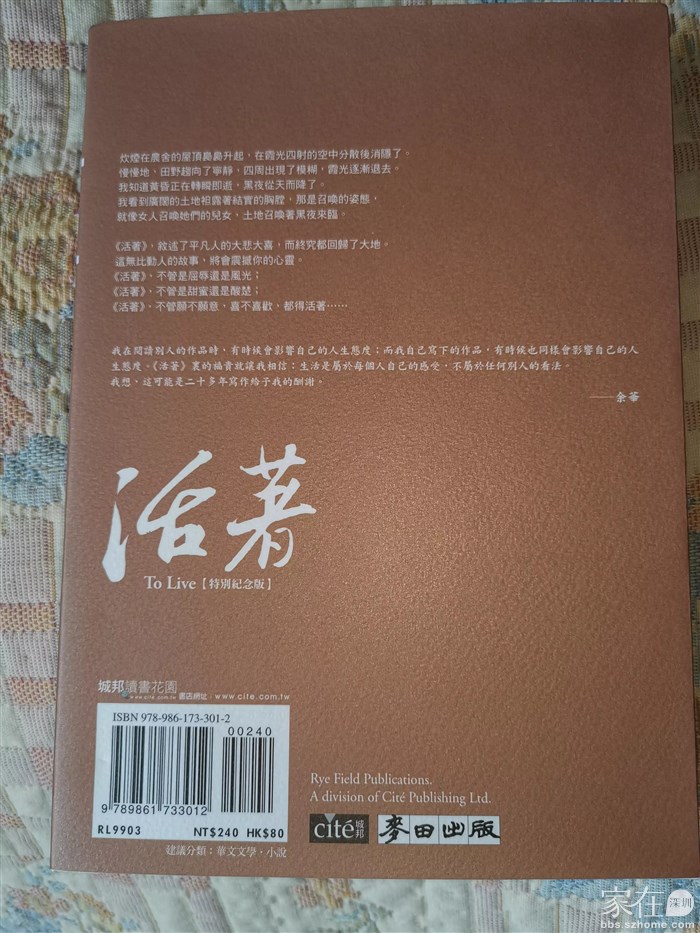 炊煙在農舍的屋頂裊裊升起，在霞光四射的空中分散後消隱了。
慢慢地，田野趨向了寧靜，四周出現了模糊，霞光逐漸退去。
我知道黃昏正在轉瞬即逝，黑夜從天而降了。
我看到廣闊的土地袒露著結實的胸膛，那是召喚的姿態，
就像女人召喚她們的兒女，土地召喚著黑夜來臨。
《活著》，敘述了平凡人的大悲大喜，而終究都回歸了大地。
這無比動人的故事，將會震撼你的心靈。
《活著》，不管是屈辱還是風光；
《活著》，不管是甜蜜還是酸楚；
《活著》，不管願不願意，喜不喜歡，都得活著……
我在閱讀別人的作品時，有時候會影響自己的人生態度；而我自己寫下的作品，有時候也同樣會影響自己的人
生態度。《活著》裏的福貴就讓我相信：生活是屬於每個人自己的感受，不屬於任何別人的看法。
我想，這可能是二十多年寫作給予我的酬謝。
——余華
活著
To Live【特別紀念版】
城邦讀書花園
www.cite.com.tw 書店網址：www.cite.com.tw
ISBN 978-986-173-301-2
00240
9 789861 733012
RL9903 NT$240 HK$80
建議分類：華文文學‧小說
Rye Field Publications.
A division of Cité Publishing Ltd.
cité城邦 麥田出版
家在深圳
bbs.szhome.com